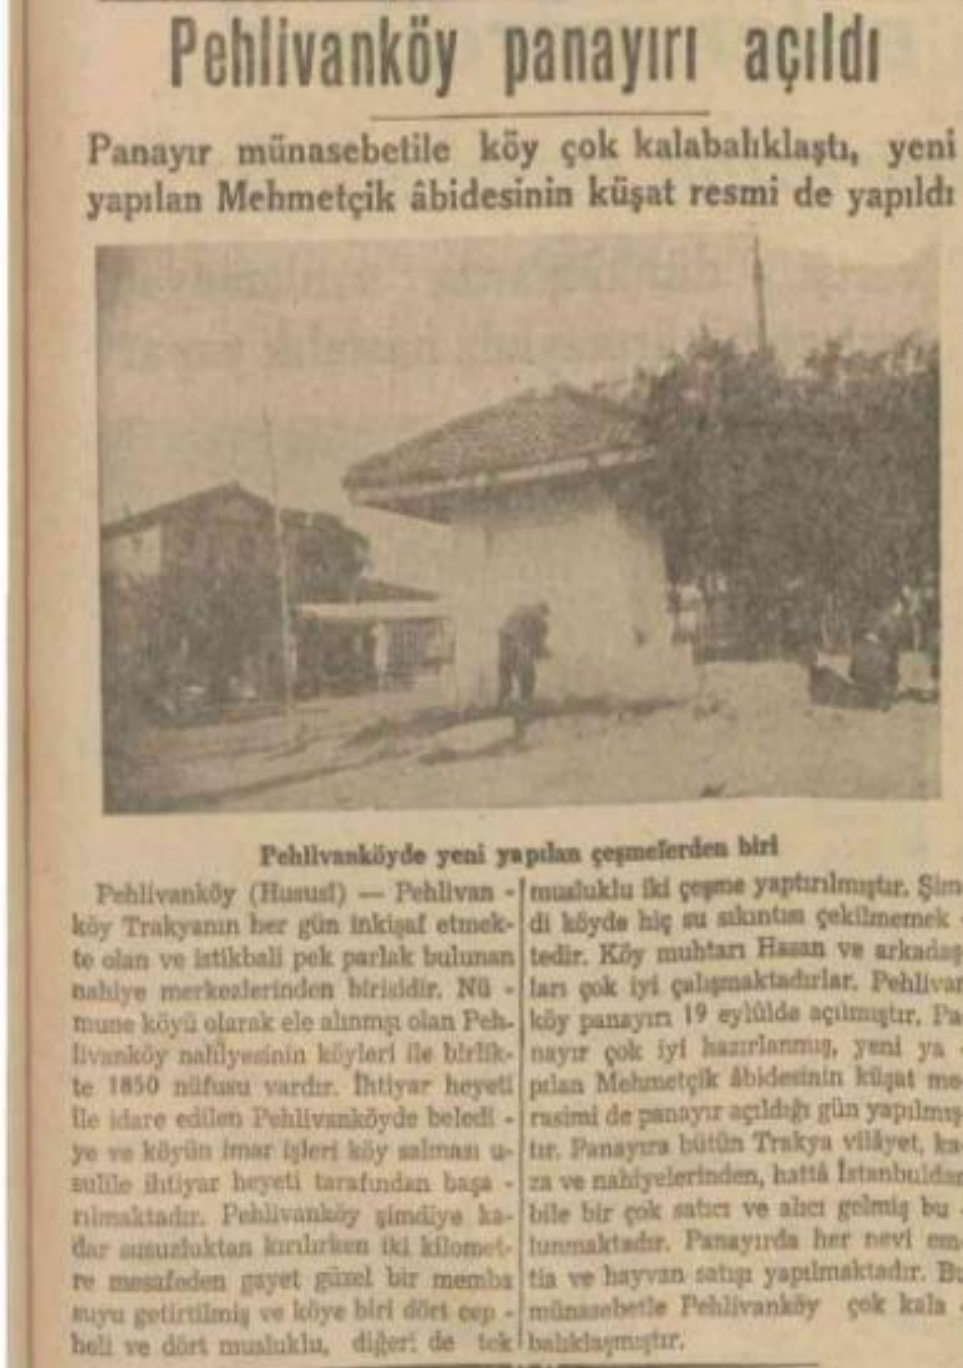 Pehlivanköy panayırı açıldı
Panayır münasebetile köy çok kalabalıklaştı, yeni
yapılan Mehmetçik âbidesinin küşat resmi de yapıldı
Pehlivanköyde yeni yapılan çeşmelerden biri
Pehlivanköy (Hususî) — Pehlivan -
köy Trakyanın her gün inkişaf etmek-
te olan ve istikbali pek parlak bulunan
nahiye merkezlerinden birisidir. Nü -
mune köyü olarak ele alınmşı olan Peh-
livanköy nahiyesinin köyleri ile birlik-
te 1850 nüfusu vardır. İhtiyar heyeti
ile idare edilen Pehlivanköyde beledi -
ye ve köyün imar işleri köy salması u-
sulile ihtiyar heyeti tarafından başa -
rılmaktadır. Pehlivanköy şimdiye ka-
dar susuzluktan kırılırken iki kilomet-
re mesafeden gayet güzel bir memba
suyu getirtilmiş ve köye biri dört cep -
heli ve dört musluklu, diğeri de tek
musluklu iki çeşme yaptırılmıştır. Şim
di köyde hiç su sıkıntısı çekilmemek -
tedir. Köy muhtarı Hasan ve arkadaş
ları çok iyi çalışmaktadırlar. Pehlivan
köy panayırı 19 eylûlde açılmıştır. Pa
nayır çok iyi hazırlanmış, yeni ya -
pılan Mehmetçik âbidesinin küşat me
rasimi de panayır açıldığı gün yapılmış
tır. Panayıra bütün Trakya vilâyet, ka
za ve nahiyelerinden, hattâ İstanbuldan
bile bir çok satıcı ve alıcı gelmiş bu -
lunmaktadır. Panayırda her nevi em
tia ve hayvan satışı yapılmaktadır. Bu
münasebetle Pehlivanköy çok kala -
balıklaşmıştır.